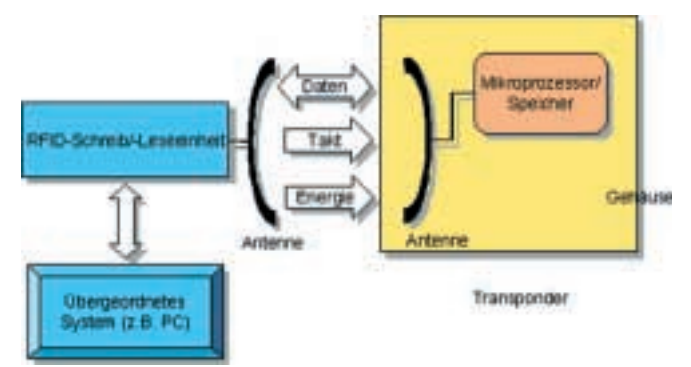 Daten
Mikroprozessor/
Speicher
RFID-Schreib/-Leseeinheit
Takt
Energie
Gehäuse
Antenne
Antenne
Übergeordnetes
System (z.B. PC)
Transponder